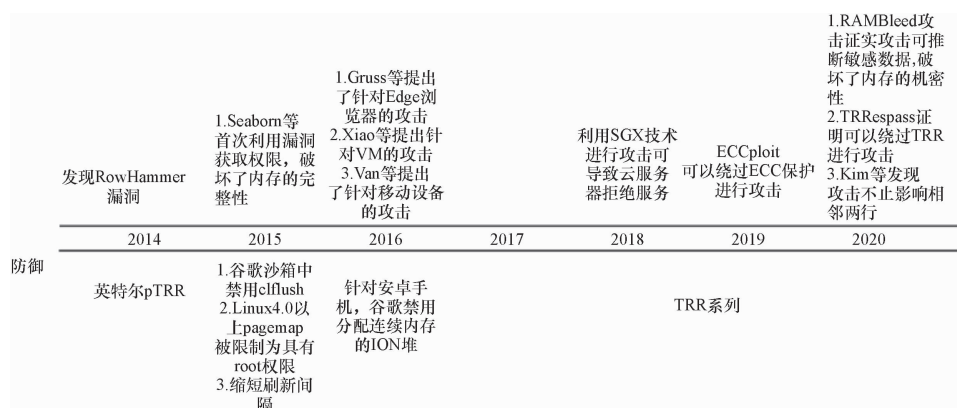 发现RowHammer
漏洞
1.Seaborn等
首次利用漏洞
获取权限，破
坏了内存的完
整性
1.Gruss等提出
了针对Edge浏
览器的攻击
2.Xiao等提出针
对VM的攻击
3.Van等提出
了针对移动设备
的攻击
利用SGX技术
进行攻击可
导致云服务
器拒绝服务
ECCploit
可以绕过ECC保护
进行攻击
1.RAMBleed攻
击证实攻击可推
断敏感数据,破
坏了内存的机密
性
2.TRRespass证
明可以绕过TRR
进行攻击
3.Kim等发现
攻击不止影响相
邻两行
2014 2015 2016 2017 2018 2019 2020
防御
英特尔pTRR
1.谷歌沙箱中
禁用clflush
2.Linux4.0以
上pagemap
被限制为具有
root权限
3.缩短刷新间
隔
针对安卓手
机，谷歌禁用
分配连续内存
的ION堆
TRR系列